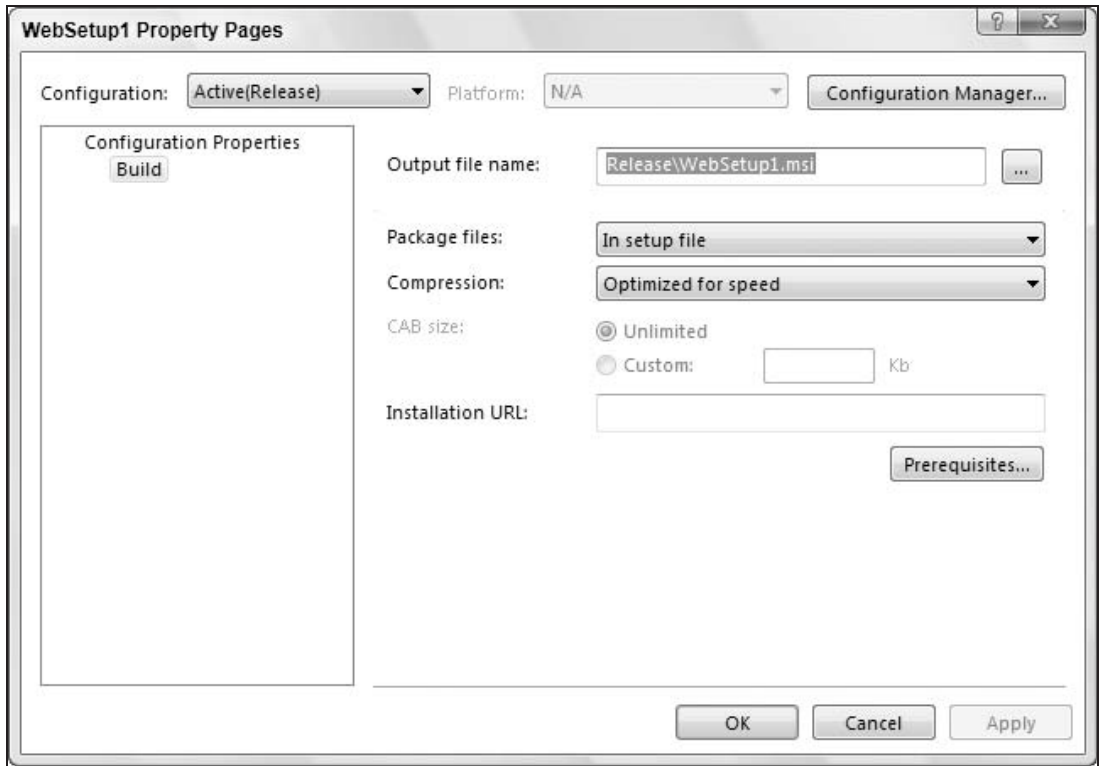 WebSetup1 Property Pages
Configuration: Active(Release) Platform: N/A Configuration Manager...
Configuration Properties
Build
Output file name: Release\WebSetup1.msi ...
Package files: In setup file
Compression: Optimized for speed
CAB size: Unlimited
Custom: Kb
Installation URL:
Prerequisites...
OK Cancel Apply